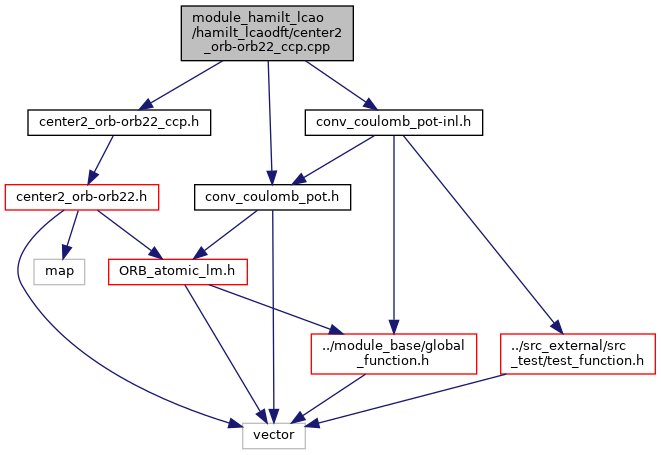 module_hamilt_lcao
/hamilt_lcaodft/center2
_orb-orb22_ccp.cpp
center2_orb-orb22_ccp.h
conv_coulomb_pot-inl.h
center2_orb-orb22.h
conv_coulomb_pot.h
map
ORB_atomic_lm.h
../module_base/global
_function.h
../src_external/src
_test/test_function.h
vector